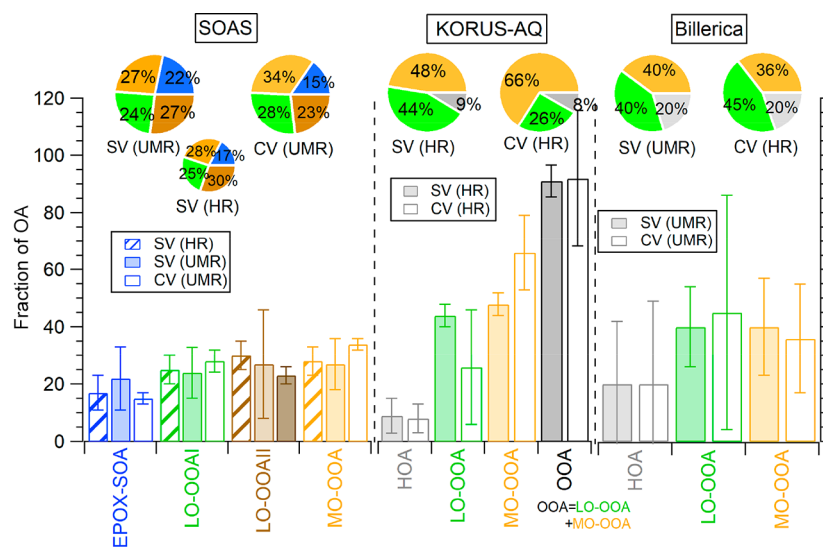 SOAS
KORUS-AQ
Billerica
27%
22%
24%
27%
SV (UMR)
34%
15%
28%
23%
CV (UMR)
28%
17%
25%
30%
SV (HR)
48%
44%
9%
SV (HR)
66%
26%
8%
CV (HR)
40%
40%
20%
SV (UMR)
36%
45%
20%
CV (HR)
SV (HR)
SV (UMR)
CV (UMR)
SV (HR)
CV (HR)
SV (UMR)
CV (UMR)
Fraction of OA
120
100
80
60
40
20
0
EPOX-SOA
LO-OOAI
LO-OOAII
MO-OOA
HOA
LO-OOA
MO-OOA
OOA
HOA
LO-OOA
MO-OOA
OOA=LO-OOA
+MO-OOA